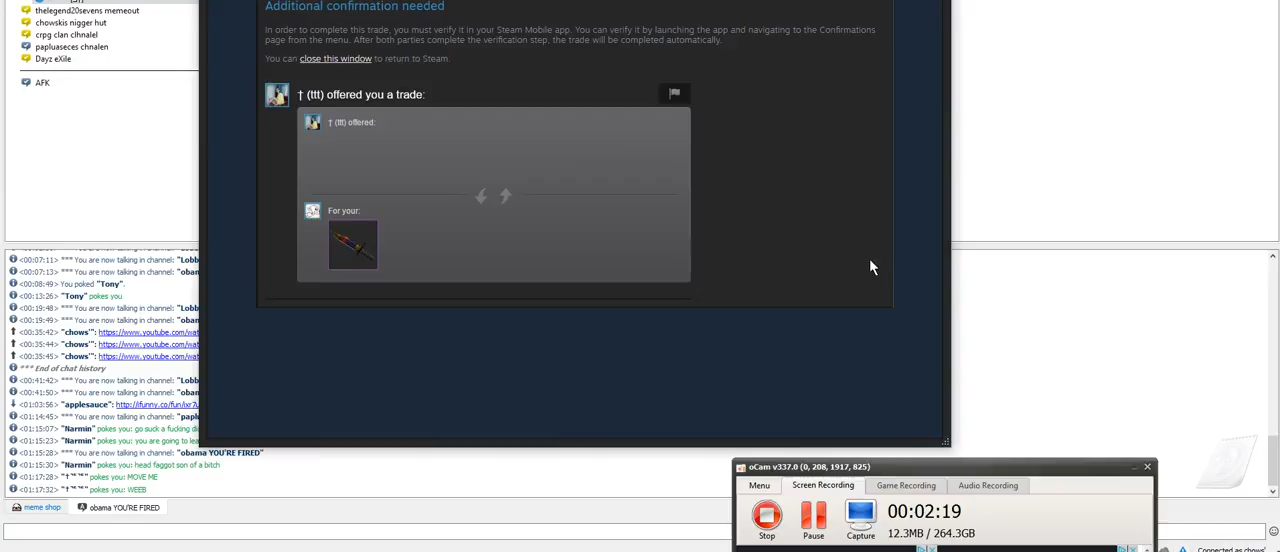 thelegend20sevens memeout
chowskis nigger hut
crpg clan clhnalel
papluaseces chnalen
Dayz eXile
AFK
Additional confirmation needed
In order to complete this trade, you must verify it in your Steam Mobile app. You can verify it by launching the app and navigating to the Confirmations
page from the menu. After both parties complete the verification step, the trade will be completed automatically.
You can close this window to return to Steam.
† (ttt) offered you a trade:
† (ttt) offered:
For your:
<00:07:11> *** You are now talking in channel: "Lobb
<00:07:13> *** You are now talking in channel: "obam
<00:08:49> You poked "Tony".
<00:13:26> "Tony" pokes you
<00:19:48> *** You are now talking in channel: "Lobb
<00:19:49> *** You are now talking in channel: "obam
<00:35:42> "chows'": https://www.youtube.com/wat
<00:35:44> "chows'": https://www.youtube.com/wat
<00:35:45> "chows'": https://www.youtube.com/wat
*** End of chat history
<00:41:42> *** You are now talking in channel: "Lobb
<00:41:50> *** You are now talking in channel: "obam
<01:03:56> "applesauce": http://ifunny.co/fun/ixr7u
<01:14:45> *** You are now talking in channel: "papl
<01:15:07> "Narmin" pokes you: go suck a fucking di
<01:15:23> "Narmin" pokes you: you are going to lea
<01:15:28> *** You are now talking in channel: "obama YOU'RE FIRED"
<01:15:30> "Narmin" pokes you: head faggot son of a bitch
<01:17:28> pokes you: MOVE ME
<01:17:32> pokes you: WEEB
meme shop
obama YOU'RE FIRED
oCam v337.0 (0, 208, 1917, 825)
Menu Screen Recording Game Recording Audio Recording
00:02:19
12.3MB / 264.3GB
Stop Pause Capture
Connected as chows'